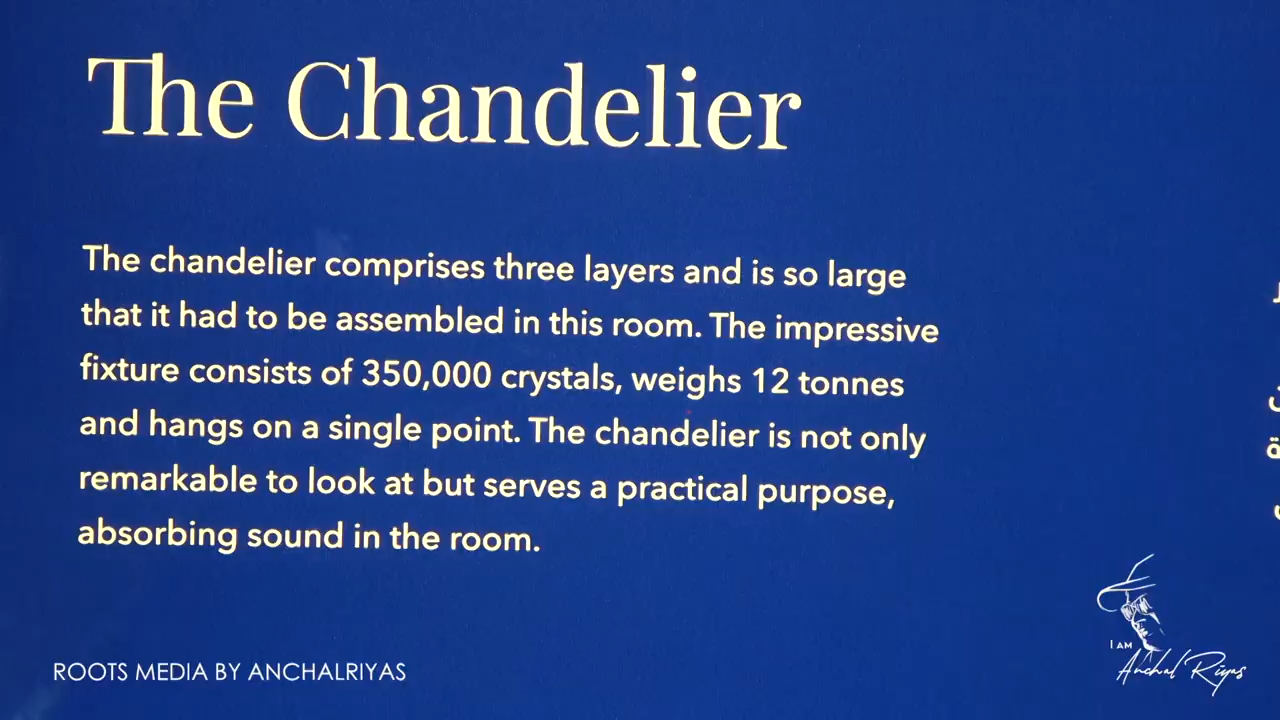 The Chandelier
The chandelier comprises three layers and is so large
that it had to be assembled in this room. The impressive
fixture consists of 350,000 crystals, weighs 12 tonnes
and hangs on a single point. The chandelier is not only
remarkable to look at but serves a practical purpose,
absorbing sound in the room.
I AM
Anchal Riyas
ROOTS MEDIA BY ANCHALRIYAS